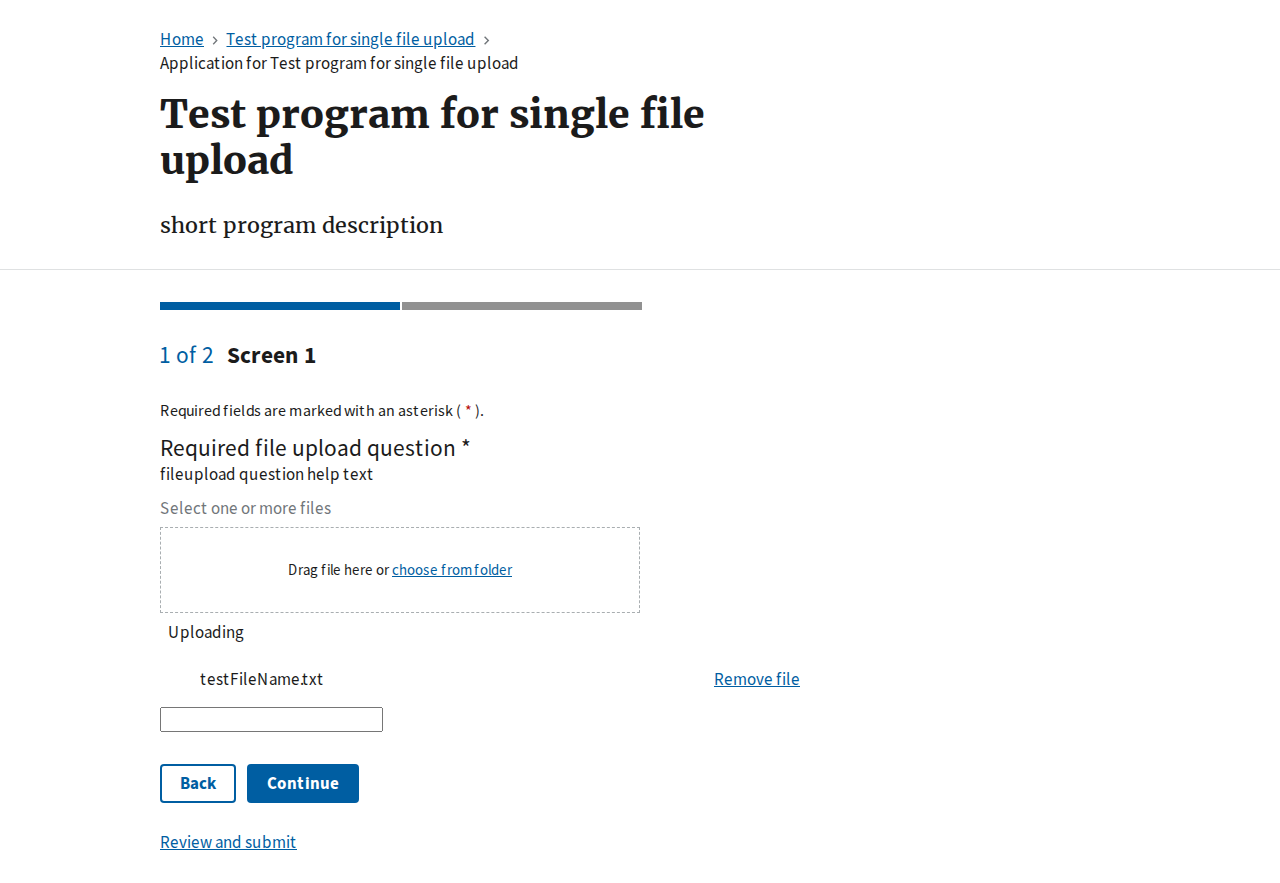 Home > Test program for single file upload >
Application for Test program for single file upload
Test program for single file
upload
short program description
1 of 2 Screen 1
Required fields are marked with an asterisk ( * ).
Required file upload question *
fileupload question help text
Select one or more files
Drag file here or choose from folder
Uploading
testFileName.txt Remove file
Back Continue
Review and submit